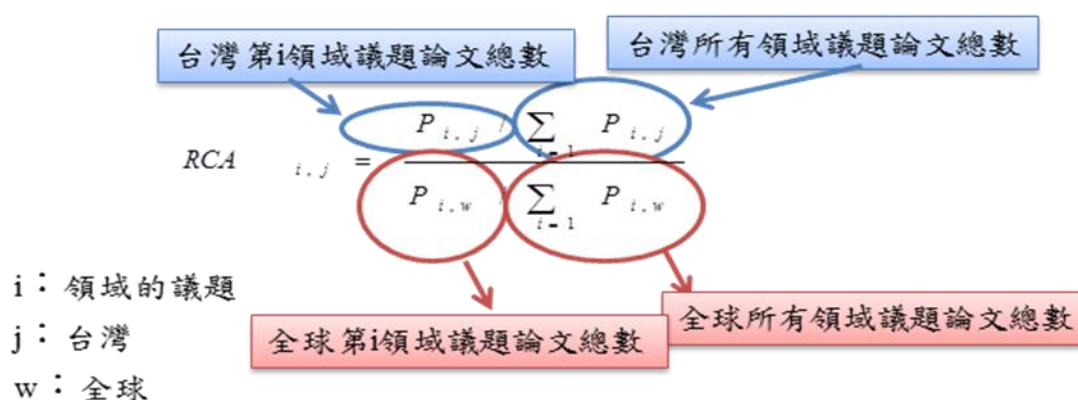 台灣第i領域議題論文總數
台灣所有領域議題論文總數
RCA i,j = P i,j / ∑ i=1 P i,j
P i,w / ∑ i=1 P i,w
i：領域的議題
j：台灣
w：全球
全球第i領域議題論文總數
全球所有領域議題論文總數